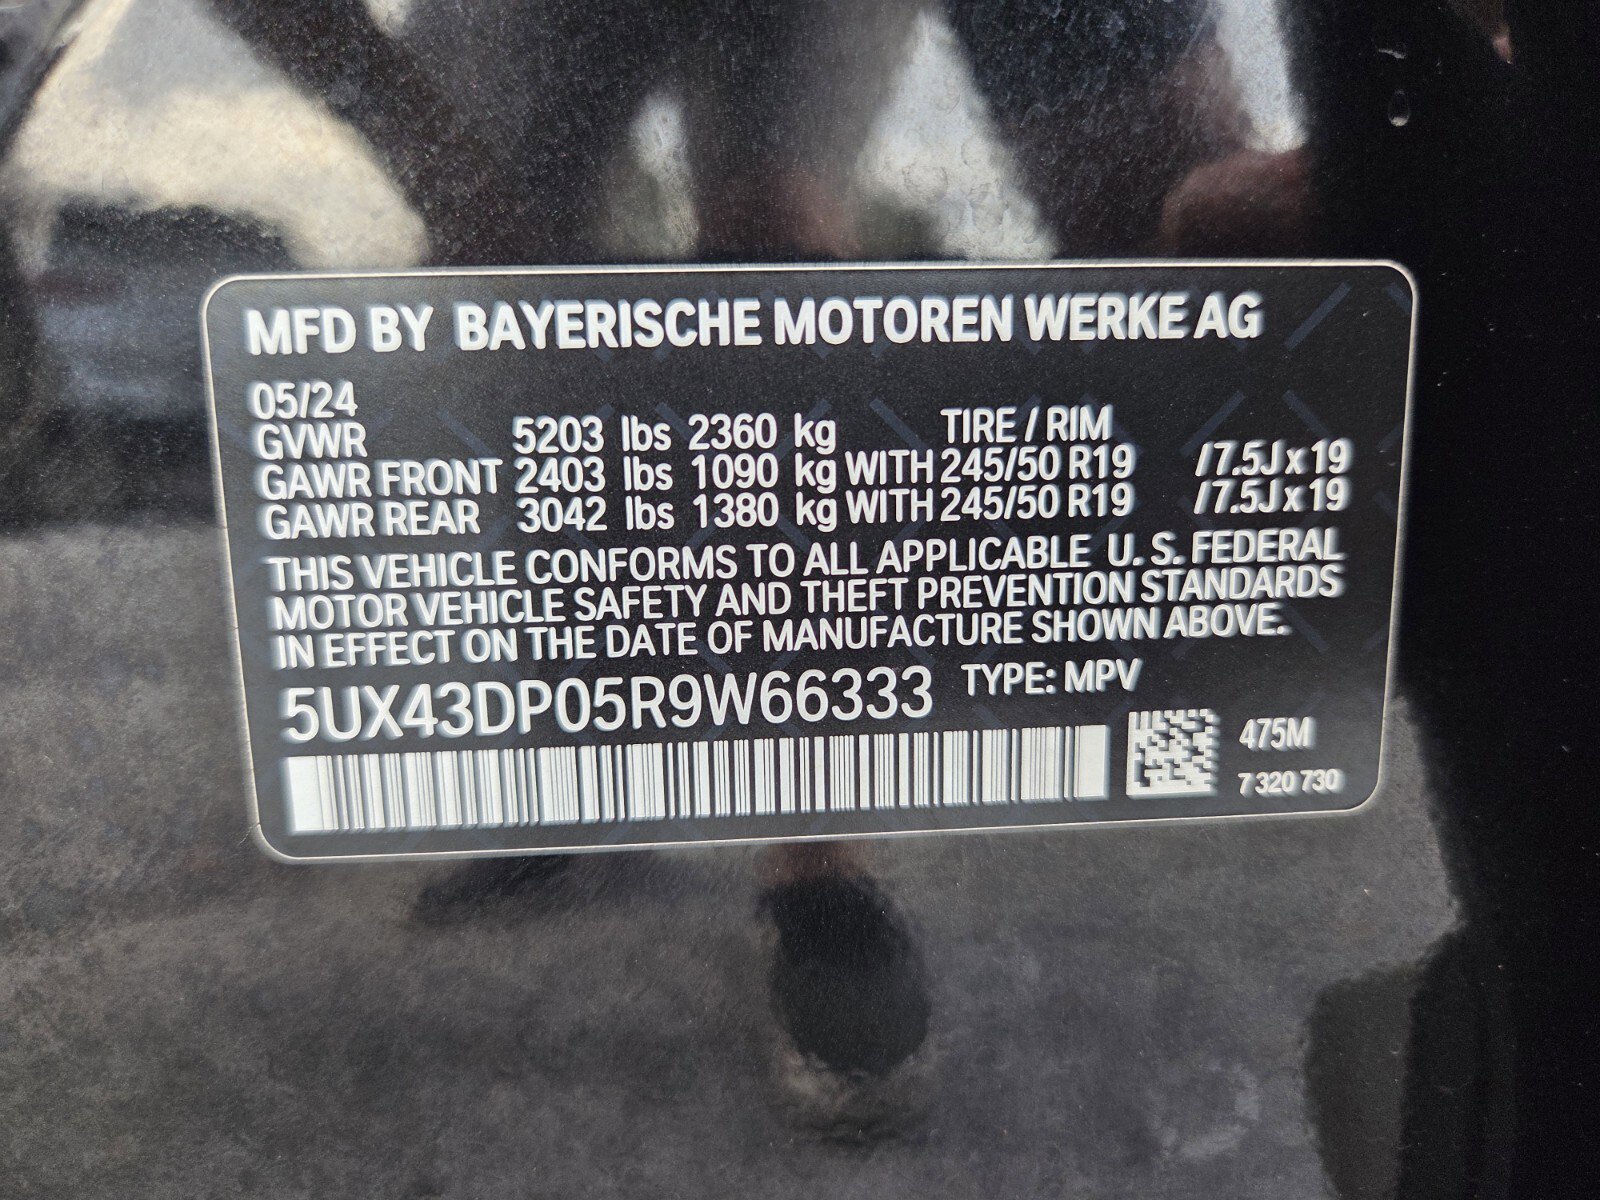 MFD BY BAYERISCHE MOTOREN WERKE AG
05/24
GVWR 5203 lbs 2360 kg TIRE / RIM
GAWR FRONT 2403 lbs 1090 kg WITH 245/50 R19 / 7.5J x 19
GAWR REAR 3042 lbs 1380 kg WITH 245/50 R19 / 7.5J x 19
THIS VEHICLE CONFORMS TO ALL APPLICABLE U. S. FEDERAL
MOTOR VEHICLE SAFETY AND THEFT PREVENTION STANDARDS
IN EFFECT ON THE DATE OF MANUFACTURE SHOWN ABOVE.
5UX43DP05R9W66333 TYPE: MPV
475M
7 320 730